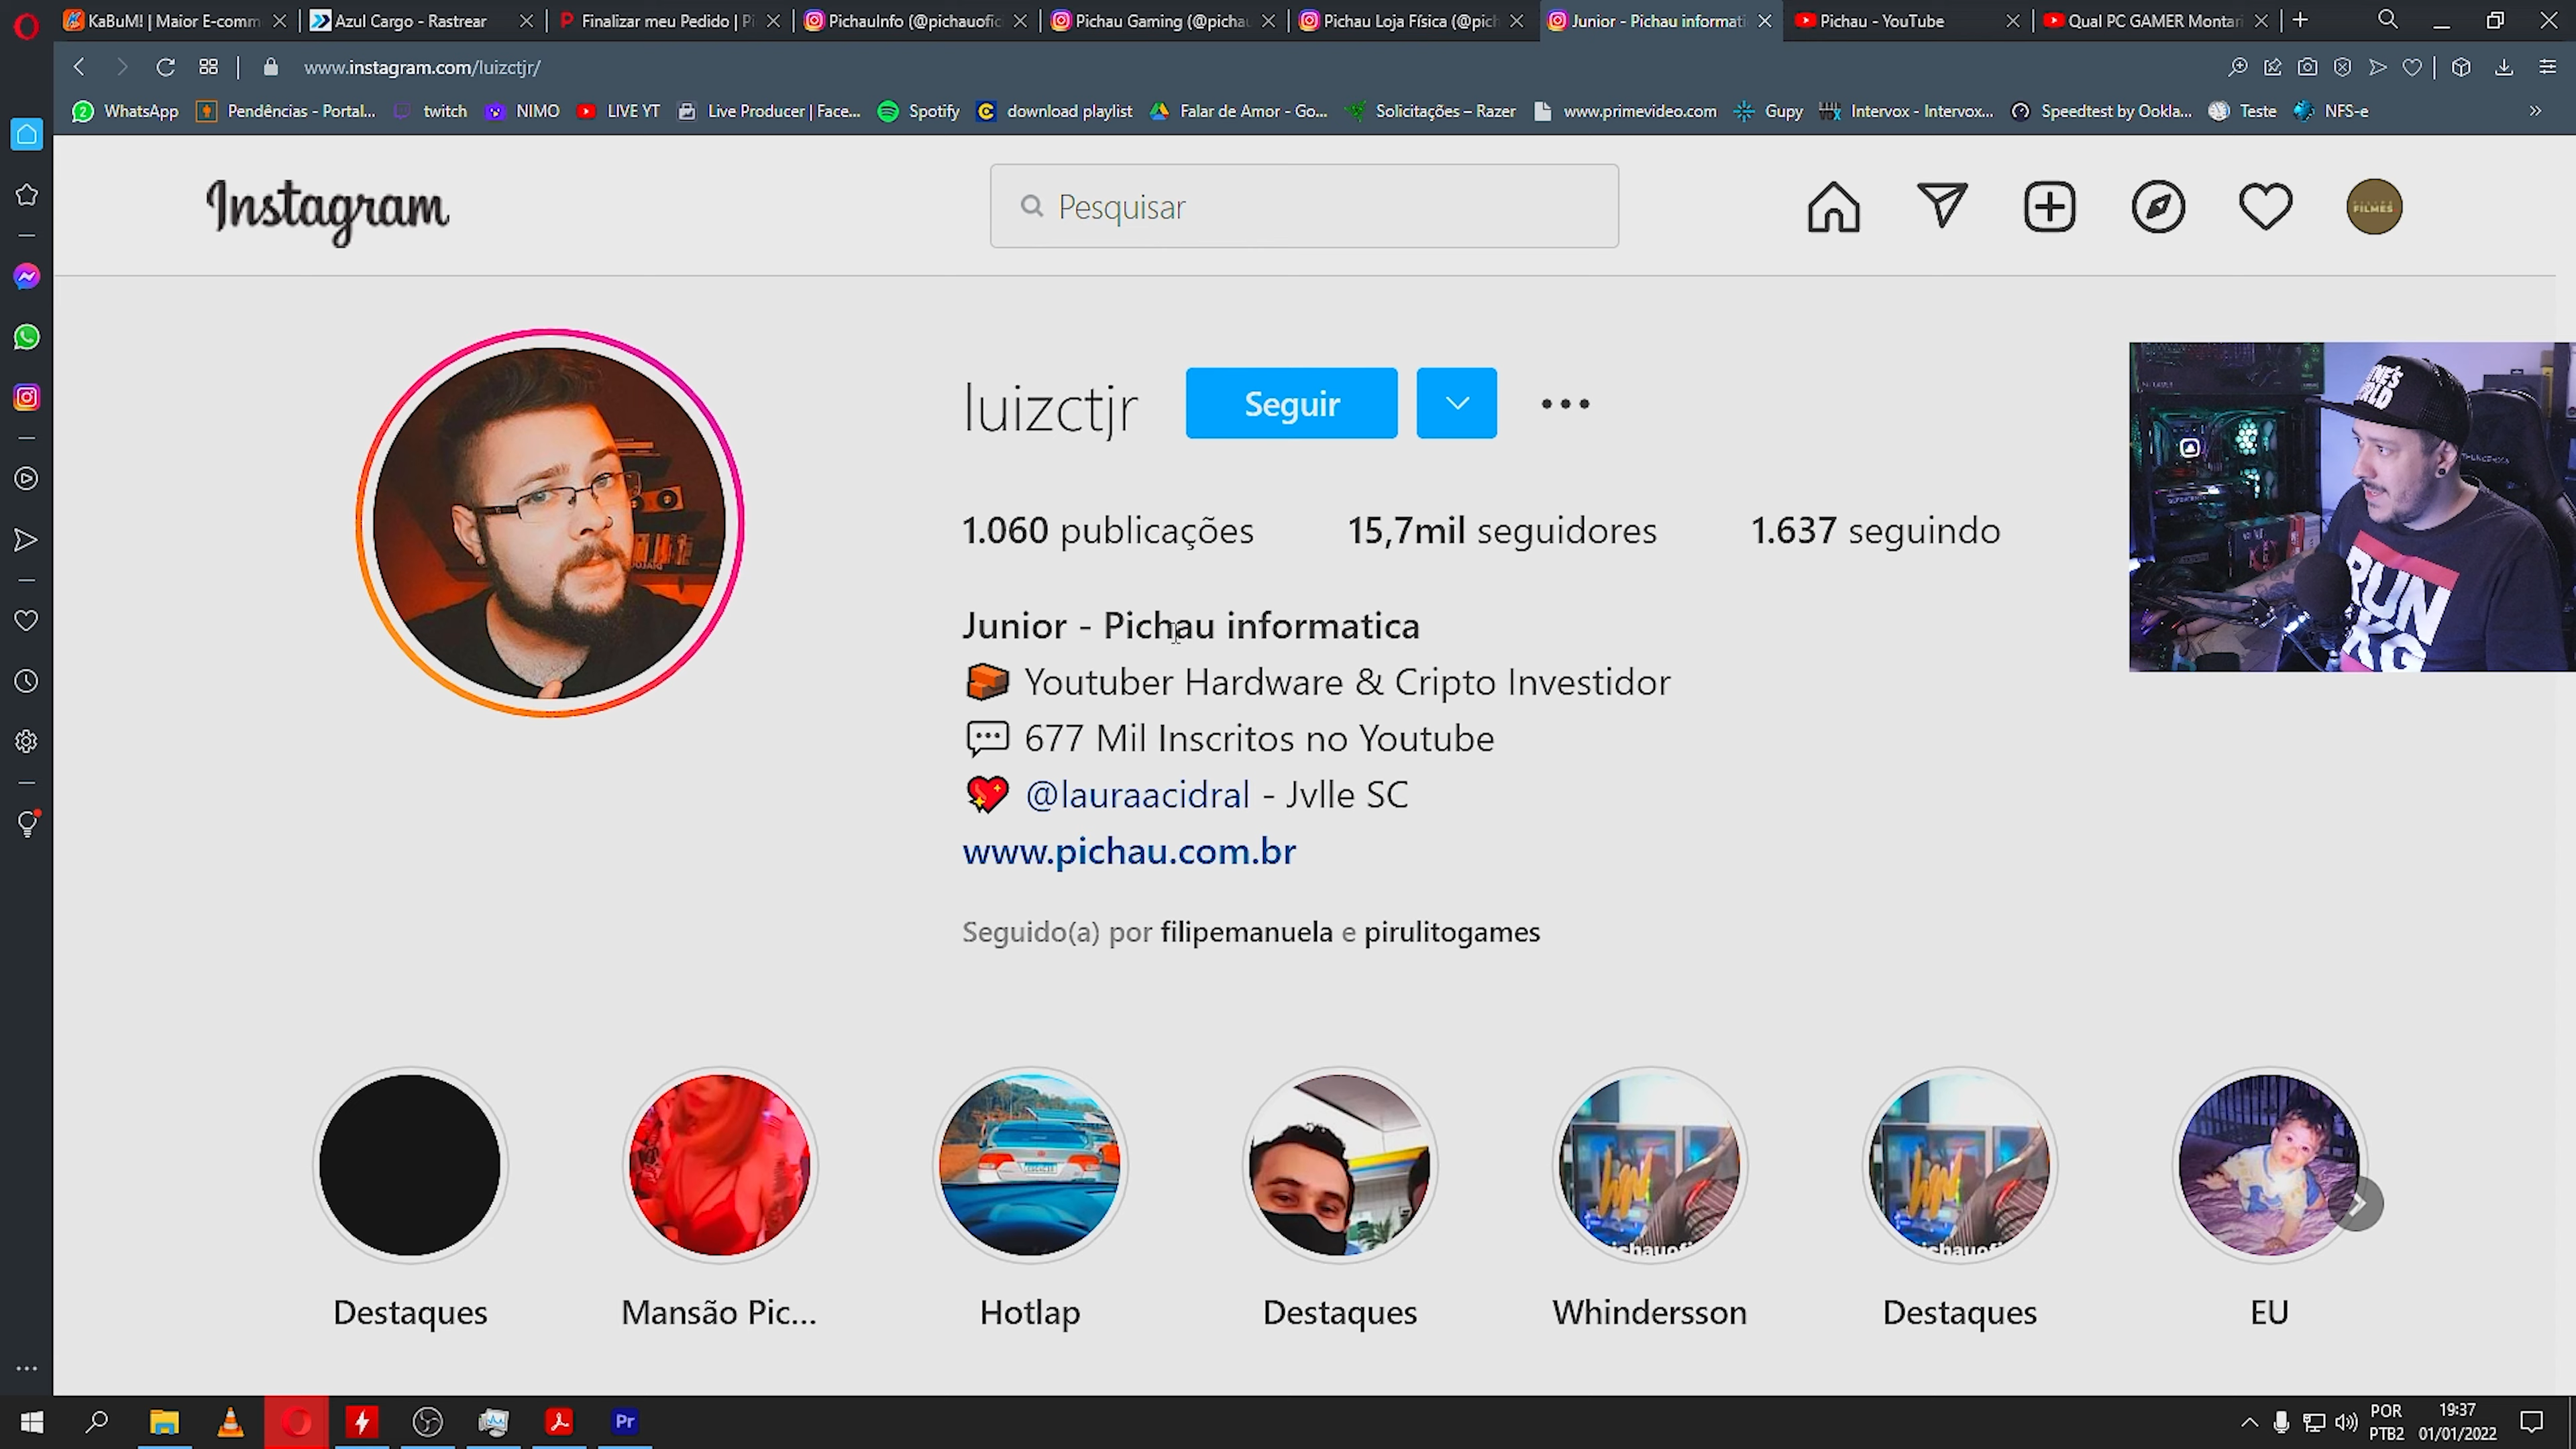 KaBuM! | Maior E-comm
Azul Cargo - Rastrear
Finalizar meu Pedido | Pi
PichauInfo (@pichauofic
Pichau Gaming (@pichau
Pichau Loja Física (@pich
Junior - Pichau informati
Pichau - YouTube
Qual PC GAMER Montari
www.instagram.com/luizctjr/
WhatsApp
Pendências - Portal...
twitch
NIMO
LIVE YT
Live Producer | Face...
Spotify
download playlist
Falar de Amor - Go...
Solicitações – Razer
www.primevideo.com
Gupy
Intervox - Intervox...
Speedtest by Ookla...
Teste
NFS-e
Instagram
Pesquisar
FILMES
luizctjr
Seguir
1.060 publicações
15,7mil seguidores
1.637 seguindo
Junior - Pichau informatica
Youtuber Hardware & Cripto Investidor
677 Mil Inscritos no Youtube
@lauraacidral - Jvlle SC
www.pichau.com.br
Seguido(a) por filipemanuela e pirulitogames
RUN
Destaques
Mansão Pic...
Hotlap
Destaques
Whindersson
Destaques
EU
Pr
POR
PTB2
19:37
01/01/2022